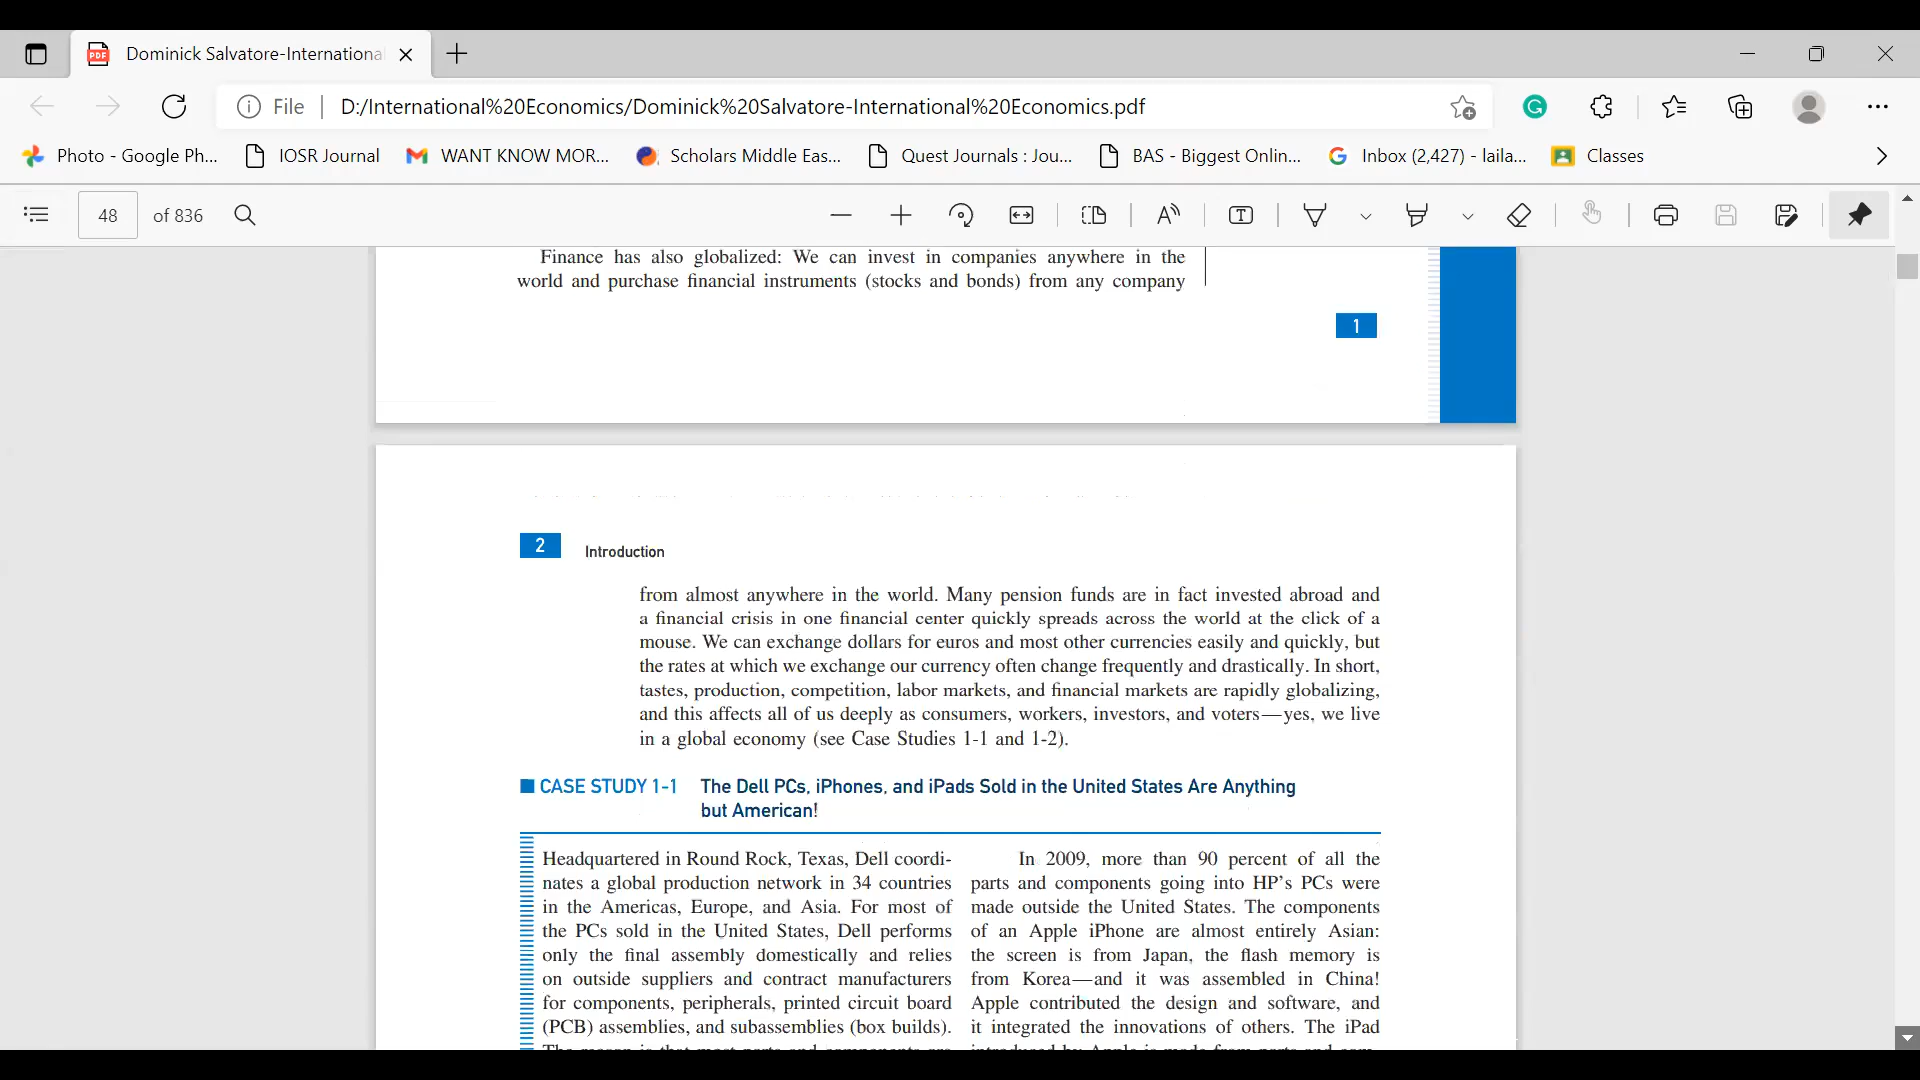 Dominick Salvatore-Internationa
File
D:/International%20Economics/Dominick%20Salvatore-International%20Economics.pdf
Photo - Google Ph...
IOSR Journal
WANT KNOW MOR...
Scholars Middle Eas...
Quest Journals : Jou...
BAS - Biggest Onlin...
Inbox (2,427) - laila...
Classes
48 of 836
Finance has also globalized: We can invest in companies anywhere in the
world and purchase financial instruments (stocks and bonds) from any company
1
2 Introduction
from almost anywhere in the world. Many pension funds are in fact invested abroad and
a financial crisis in one financial center quickly spreads across the world at the click of a
mouse. We can exchange dollars for euros and most other currencies easily and quickly, but
the rates at which we exchange our currency often change frequently and drastically. In short,
tastes, production, competition, labor markets, and financial markets are rapidly globalizing,
and this affects all of us deeply as consumers, workers, investors, and voters—yes, we live
in a global economy (see Case Studies 1-1 and 1-2).
CASE STUDY 1-1 The Dell PCs, iPhones, and iPads Sold in the United States Are Anything
but American!
Headquartered in Round Rock, Texas, Dell coordi-
nates a global production network in 34 countries
in the Americas, Europe, and Asia. For most of
the PCs sold in the United States, Dell performs
only the final assembly domestically and relies
on outside suppliers and contract manufacturers
for components, peripherals, printed circuit board
(PCB) assemblies, and subassemblies (box builds).
In 2009, more than 90 percent of all the
parts and components going into HP's PCs were
made outside the United States. The components
of an Apple iPhone are almost entirely Asian:
the screen is from Japan, the flash memory is
from Korea—and it was assembled in China!
Apple contributed the design and software, and
it integrated the innovations of others. The iPad